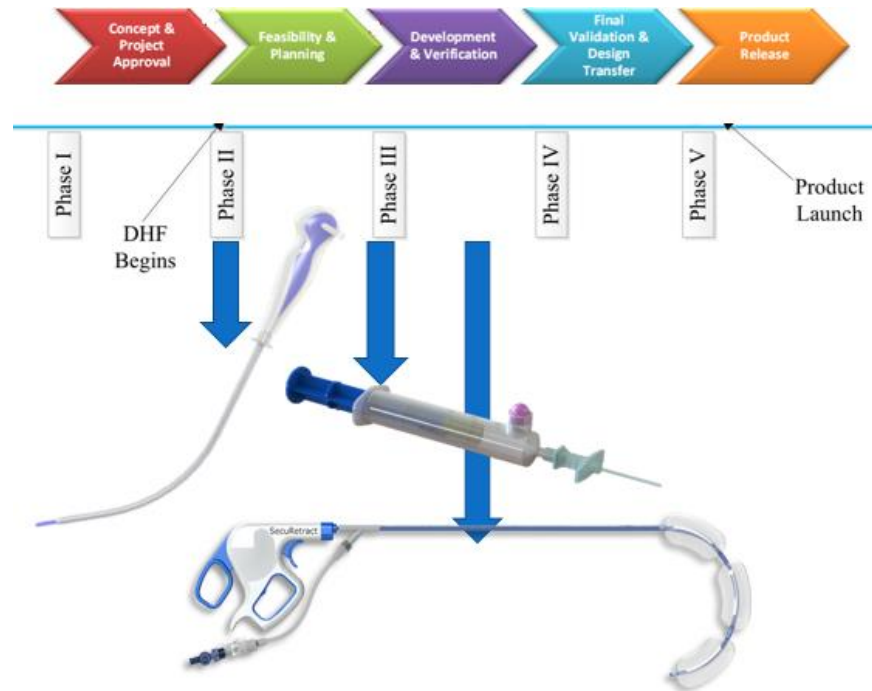 Concept &
Project
Approval
Feasibility &
Planning
Development
& Verification
Final
Validation &
Design
Transfer
Product
Release
Phase I
Phase II
Phase III
Phase IV
Phase V
DHF
Begins
Product
Launch
SecuRetract